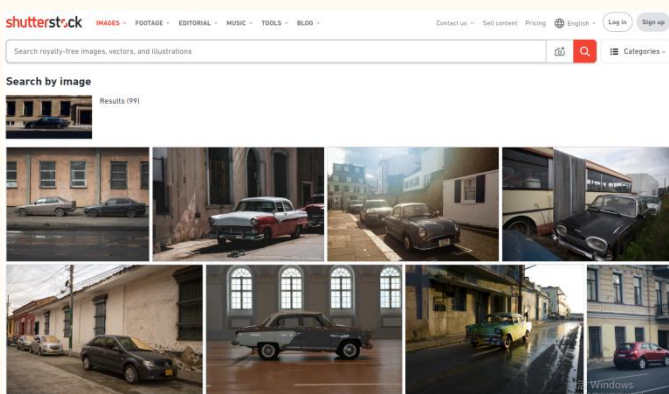 shutterstock IMAGES FOOTAGE EDITORIAL MUSIC TOOLS BLOG Contact us Sell content Pricing English Log in Sign up
Search royalty-free images, vectors, and illustrations Categories
Search by image
Results (99)
Windows